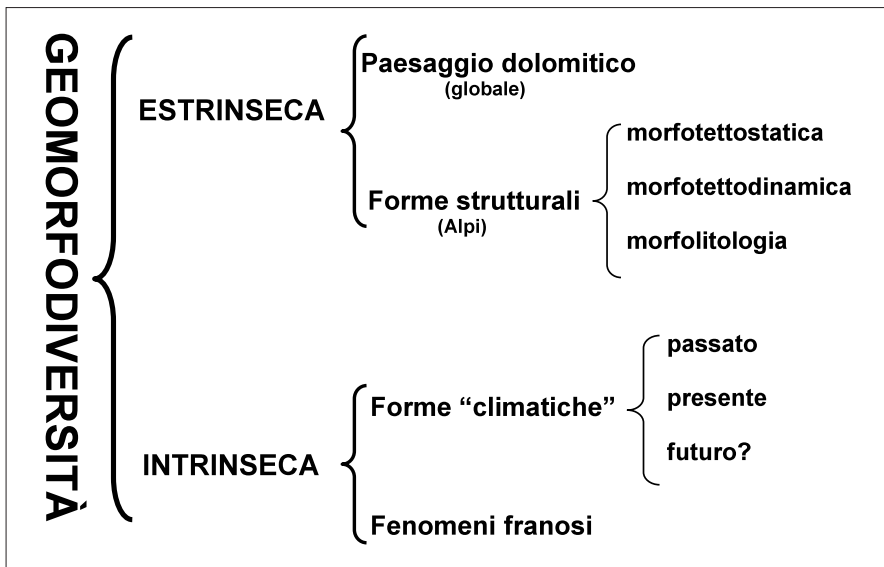 GEOMORFODIVERSITÀ
ESTRINSECA
Paesaggio dolomitico
(globale)
Forme strutturali
(Alpi)
morfotettostatica
morfotettodinamica
morfolitologia
INTRINSECA
Forme “climatiche”
passato
presente
futuro?
Fenomeni franosi